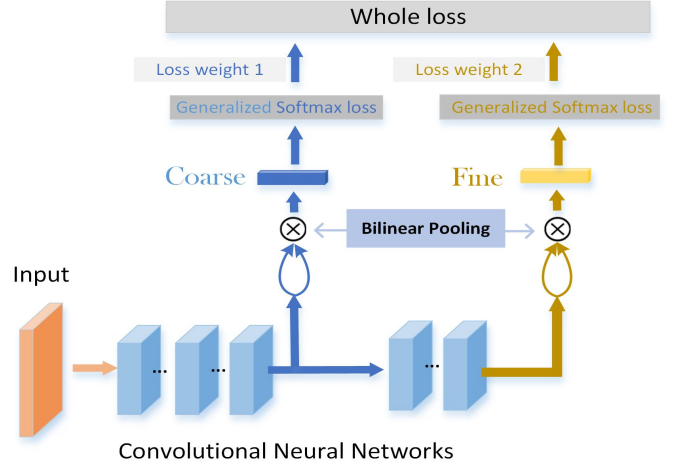 Whole loss
Loss weight 1
Loss weight 2
Generalized Softmax loss
Generalized Softmax loss
Coarse
Fine
Bilinear Pooling
Input
...
...
...
Convolutional Neural Networks